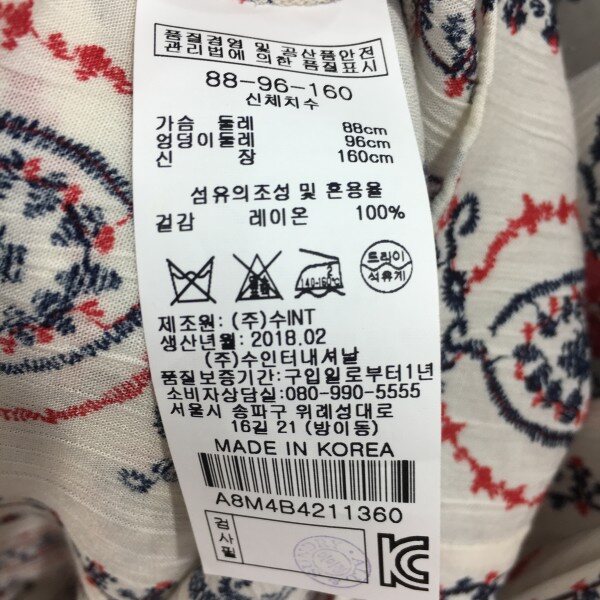 품질경영 및 공산품안전
관리법에 의한 품질표시
88-96-160
신체치수
가슴 둘레 88cm
엉덩이둘레 96cm
신 장 160cm
섬유의조성 및 혼용율
겉감 레이온 100%
140-160℃
드라이
석유계
제조원: (주)수INT
생산년월: 2018.02
(주)수인터내셔날
품질보증기간:구입일로부터1년
소비자상담실:080-990-5555
서울시 송파구 위례성대로
16길 21 (방이동)
MADE IN KOREA
A8M4B4211360
검사필